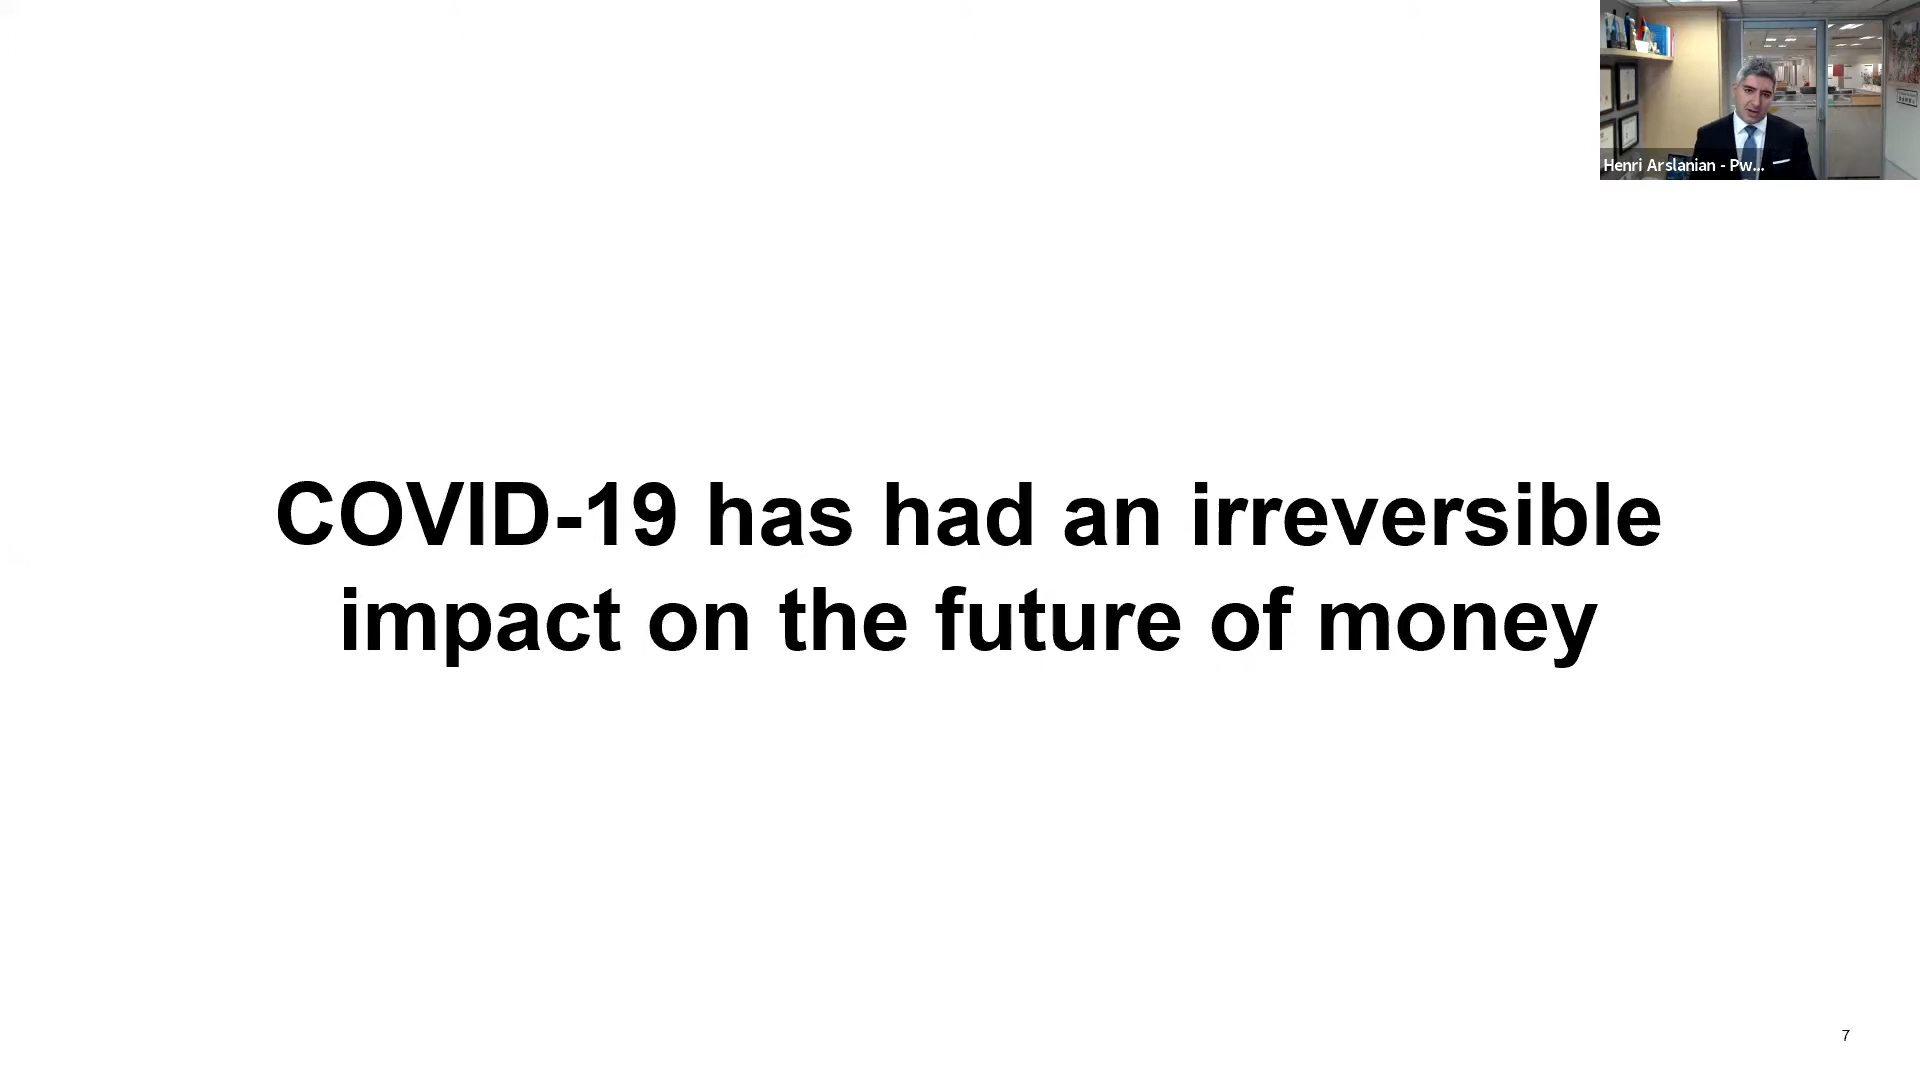 Henri Arslanian - Pw...
COVID-19 has had an irreversible
impact on the future of money
7